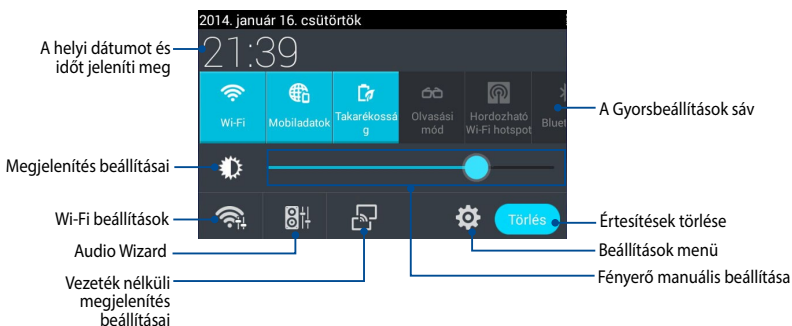 2014. január 16. csütörtök
21:39
A helyi dátumot és
időt jeleníti meg
Wi-Fi
Mobiladatok
Takarékossá
g
Olvasási
mód
Hordozható
Wi-Fi hotspot
Bluet
A Gyorsbeállítások sáv
Megjelenítés beállításai
Wi-Fi beállítások
Törlés
Értesítések törlése
Audio Wizard
Beállítások menü
Vezeték nélküli
megjelenítés
beállításai
Fényerő manuális beállítása